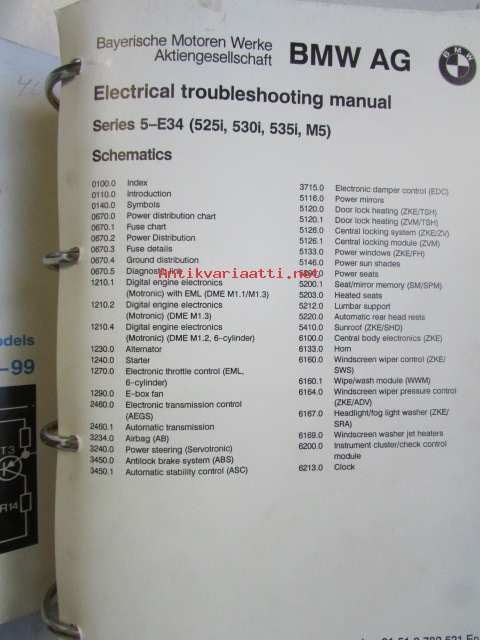 Bayerische Motoren Werke
Aktiengesellschaft
BMW AG
BMW
Electrical troubleshooting manual
Series 5-E34 (525i, 530i, 535i, M5)
Schematics
0100.0 Index
0110.0 Introduction
0140.0 Symbols
0670.0 Power distribution chart
0670.1 Fuse chart
0670.2 Power Distribution
0670.3 Fuse details
0670.4 Ground distribution
0670.5
1210.1 Digital engine electronics
(Motronic) with EML (DME M1.1/M1.3)
1210.2 Digital engine electronics
(Motronic) (DME M1.3)
1210.4 Digital engine electronics
(Motronic) (DME M1.2, 6-cylinder)
1230.0 Alternator
1240.0 Starter
1270.0 Electronic throttle control (EML,
6-cylinder)
1290.0 E-box fan
2460.0 Electronic transmission control
(AEGS)
2460.1 Automatic transmission
3234.0 Airbag (AB)
3240.0 Power steering (Servotronic)
3450.0 Antilock brake system (ABS)
3450.1 Automatic stability control (ASC)
3715.0 Electronic damper control (EDC)
5116.0 Power mirrors
5120.0 Door lock heating (ZKE/TSH)
5120.1 Door lock heating (ZVM/TSH)
5126.0 Central locking system (ZKE/ZV)
5126.1 Central locking module (ZVM)
5133.0 Power windows (ZKE/FH)
5146.0 Power sun shades
Power seats
5200.1 Seat/mirror memory (SM/SPM)
5203.0 Heated seats
5212.0 Lumbar support
5220.0 Automatic rear head rests
5410.0 Sunroof (ZKE/SHD)
6100.0 Central body electronics (ZKE)
6133.0 Horn
6160.0 Windscreen wiper control (ZKE/
SWS)
6160.1 Wipe/wash module (WWM)
6164.0 Windscreen wiper pressure control
(ZKE/ADV)
6167.0 Headlight/fog light washer (ZKE/
SRA)
6169.0 Windscreen washer jet heaters
6200.0 Instrument cluster/check control
module
6213.0 Clock
Antikvariaatti.net
odels
-99
R14